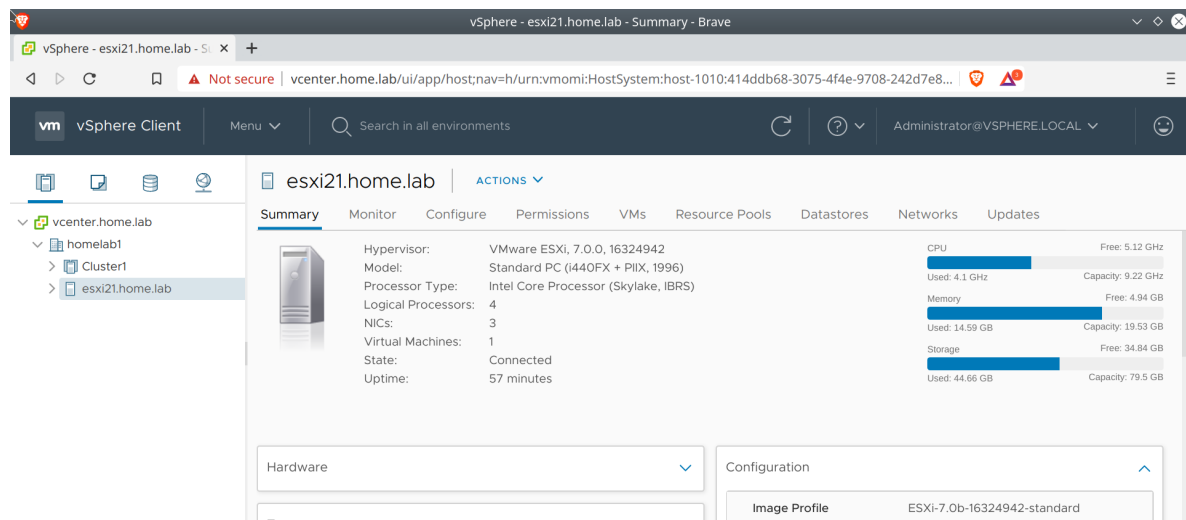 vSphere - esxi21.home.lab - Summary - Brave
vSphere - esxi21.home.lab - Su
Not secure vcenter.home.lab/ui/app/host;nav=h/urn:vmomi:HostSystem:host-1010:414ddb68-3075-4f4e-9708-242d7e8...
vm vSphere Client Menu Search in all environments Administrator@VSPHERE.LOCAL
esxi21.home.lab ACTIONS
Summary Monitor Configure Permissions VMs Resource Pools Datastores Networks Updates
vcenter.home.lab
homelab1
Cluster1
esxi21.home.lab
Hypervisor: VMware ESXi, 7.0.0, 16324942
Model: Standard PC (i440FX + PIIX, 1996)
Processor Type: Intel Core Processor (Skylake, IBRS)
Logical Processors: 4
NICs: 3
Virtual Machines: 1
State: Connected
Uptime: 57 minutes
CPU Free: 5.12 GHz
Used: 4.1 GHz Capacity: 9.22 GHz
Memory Free: 4.94 GB
Used: 14.59 GB Capacity: 19.53 GB
Storage Free: 34.84 GB
Used: 44.66 GB Capacity: 79.5 GB
Hardware
Configuration
Image Profile ESXi-7.0b-16324942-standard